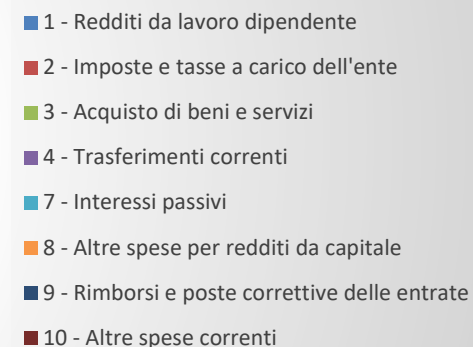 1 - Redditi da lavoro dipendente
2 - Imposte e tasse a carico dell'ente
3 - Acquisto di beni e servizi
4 - Trasferimenti correnti
7 - Interessi passivi
8 - Altre spese per redditi da capitale
9 - Rimborsi e poste correttive delle entrate
10 - Altre spese correnti